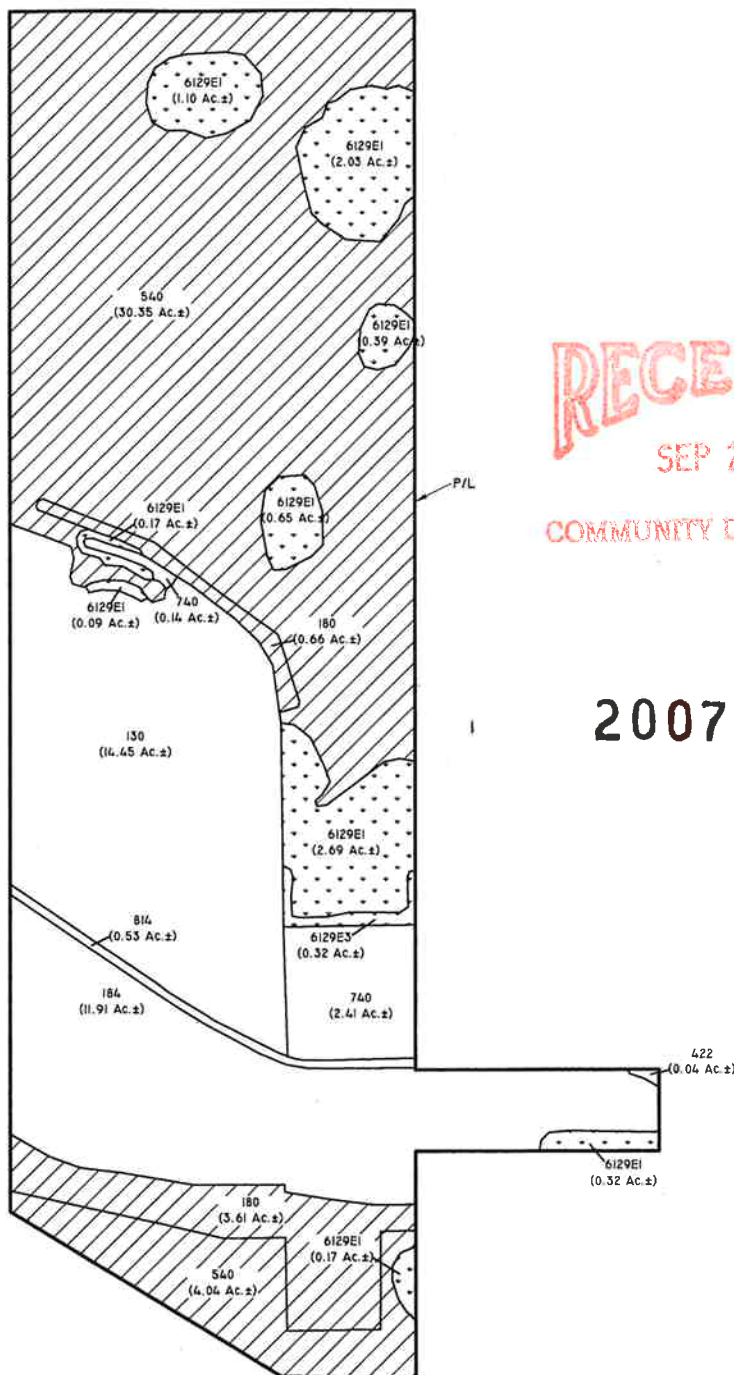 6129E1
(1.10 Ac.±)
6129E1
(2.03 Ac.±)
540
(30.35 Ac.±)
6129E1
(0.39 Ac.±)
RECE
SEP 2
COMMUNITY D
P/L
6129E1
(0.17 Ac.±)
6129E1
(0.65 Ac.±)
6129E1
(0.09 Ac.±)
740
(0.14 Ac.±)
180
(0.66 Ac.±)
2007
130
(14.45 Ac.±)
6129E1
(2.69 Ac.±)
814
(0.53 Ac.±)
6129E3
(0.32 Ac.±)
184
(11.91 Ac.±)
740
(2.41 Ac.±)
422
(0.04 Ac.±)
6129E1
(0.32 Ac.±)
180
(3.61 Ac.±)
6129E1
(0.17 Ac.±)
540
(4.04 Ac.±)